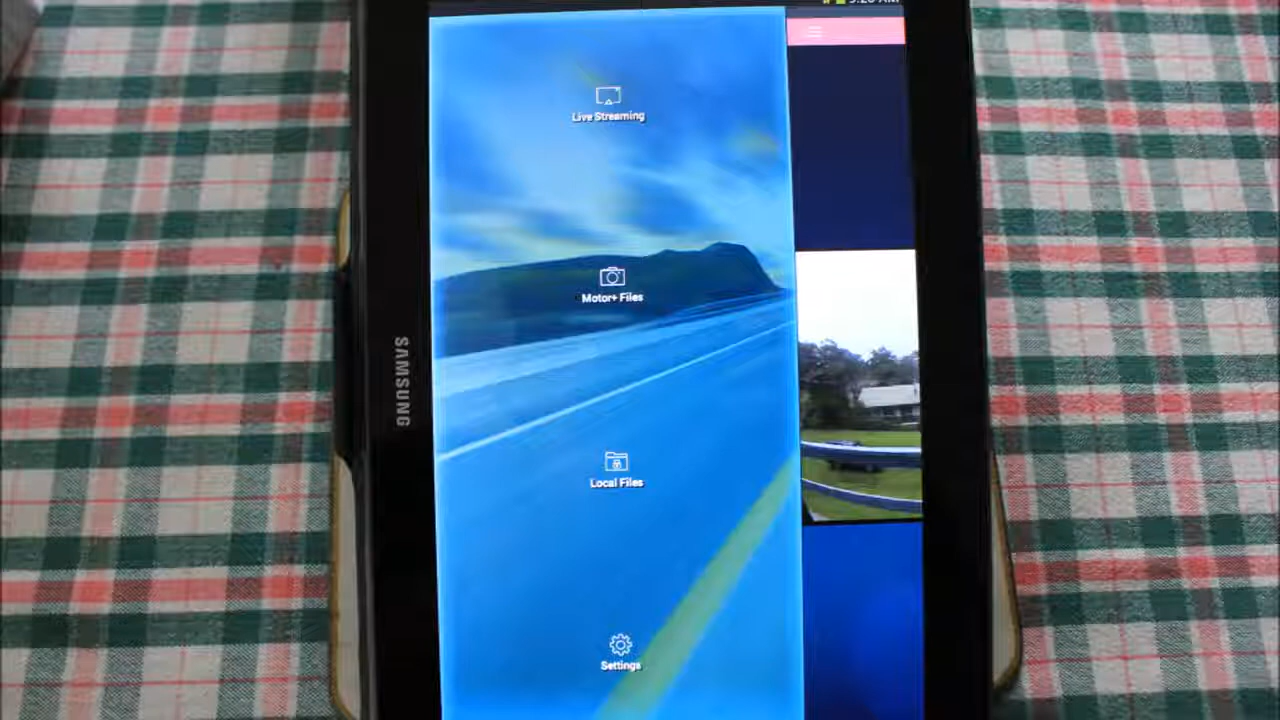 Live Streaming
Motor+ Files
SAMSUNG
Local Files
Settings